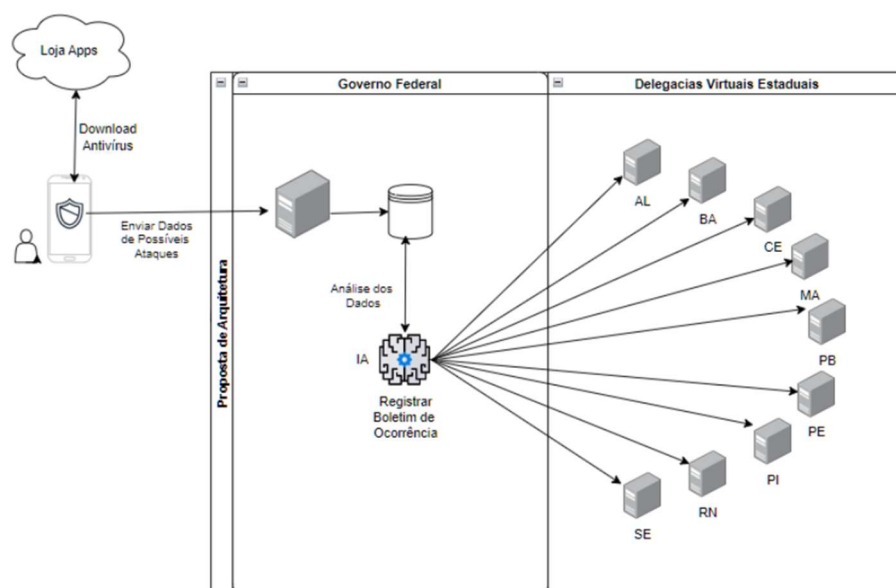 Loja Apps
Download
Antivírus
Enviar Dados
de Possíveis
Ataques
Proposta de Arquitetura
Governo Federal
Análise dos
Dados
IA
Registrar
Boletim de
Ocorrência
Delegacias Virtuais Estaduais
AL
BA
CE
MA
PB
PE
PI
RN
SE